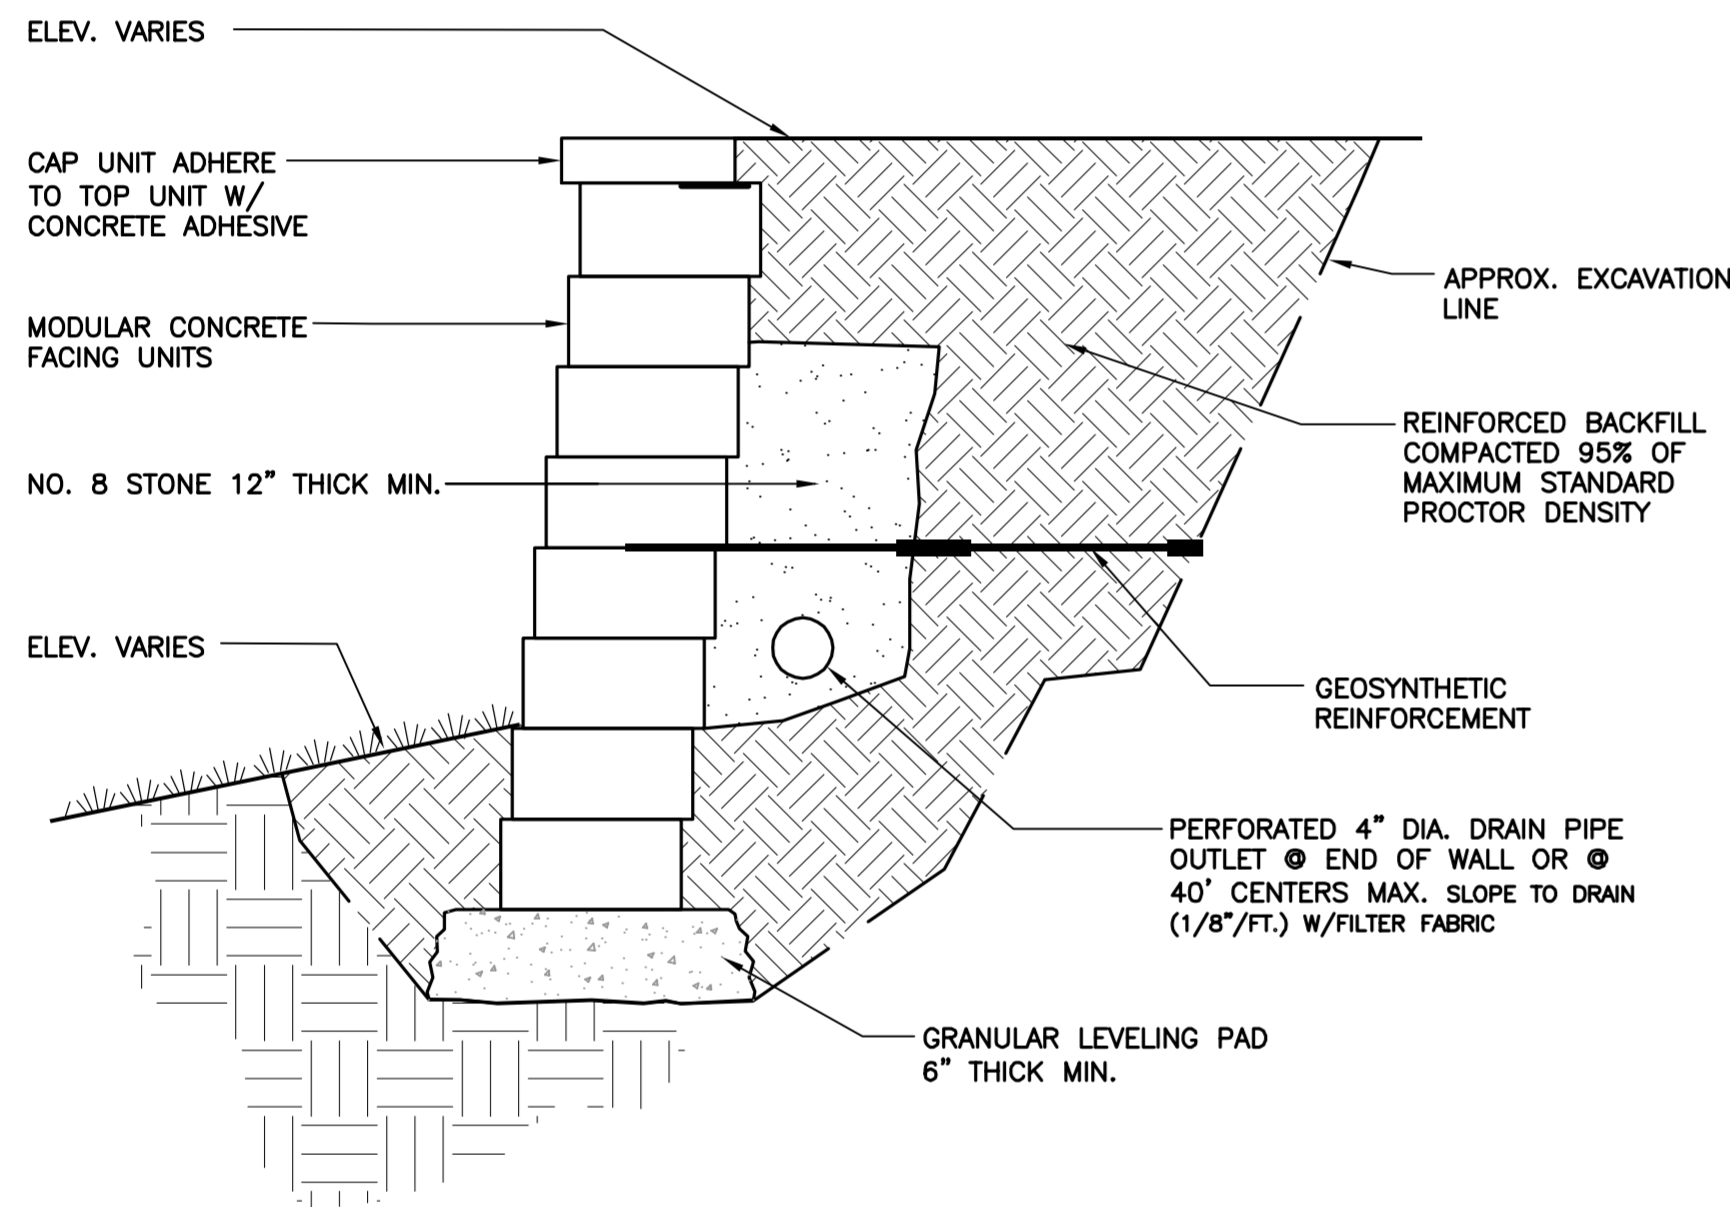 ELEV. VARIES
CAP UNIT ADHERE
TO TOP UNIT W/
CONCRETE ADHESIVE
MODULAR CONCRETE
FACING UNITS
NO. 8 STONE 12" THICK MIN.
ELEV. VARIES
APPROX. EXCAVATION
LINE
REINFORCED BACKFILL
COMPACTED 95% OF
MAXIMUM STANDARD
PROCTOR DENSITY
GEOSYNTHETIC
REINFORCEMENT
PERFORATED 4" DIA. DRAIN PIPE
OUTLET @ END OF WALL OR @
40' CENTERS MAX. SLOPE TO DRAIN
(1/8"/FT.) W/FILTER FABRIC
GRANULAR LEVELING PAD
6" THICK MIN.